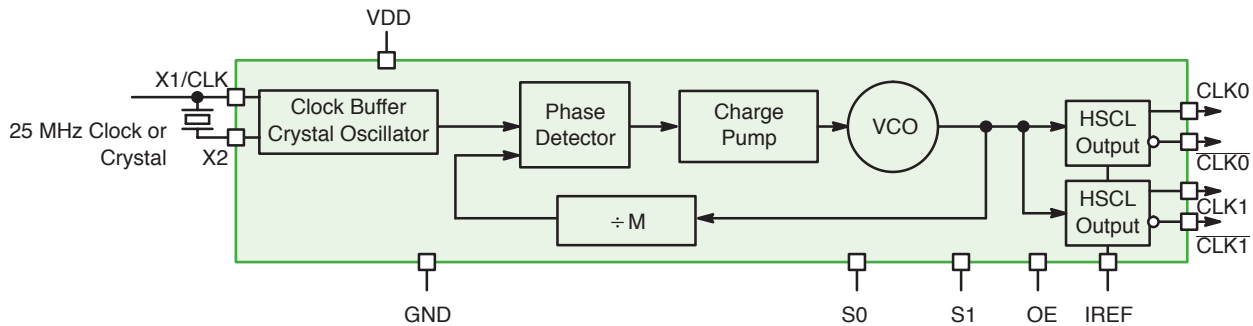 VDD
X1/CLK
25 MHz Clock or
Crystal
X2
Clock Buffer
Crystal Oscillator
Phase
Detector
Charge
Pump
VCO
÷ M
HSCL
Output
HSCL
Output
CLK0
CLK0
CLK1
CLK1
GND
S0
S1
OE
IREF